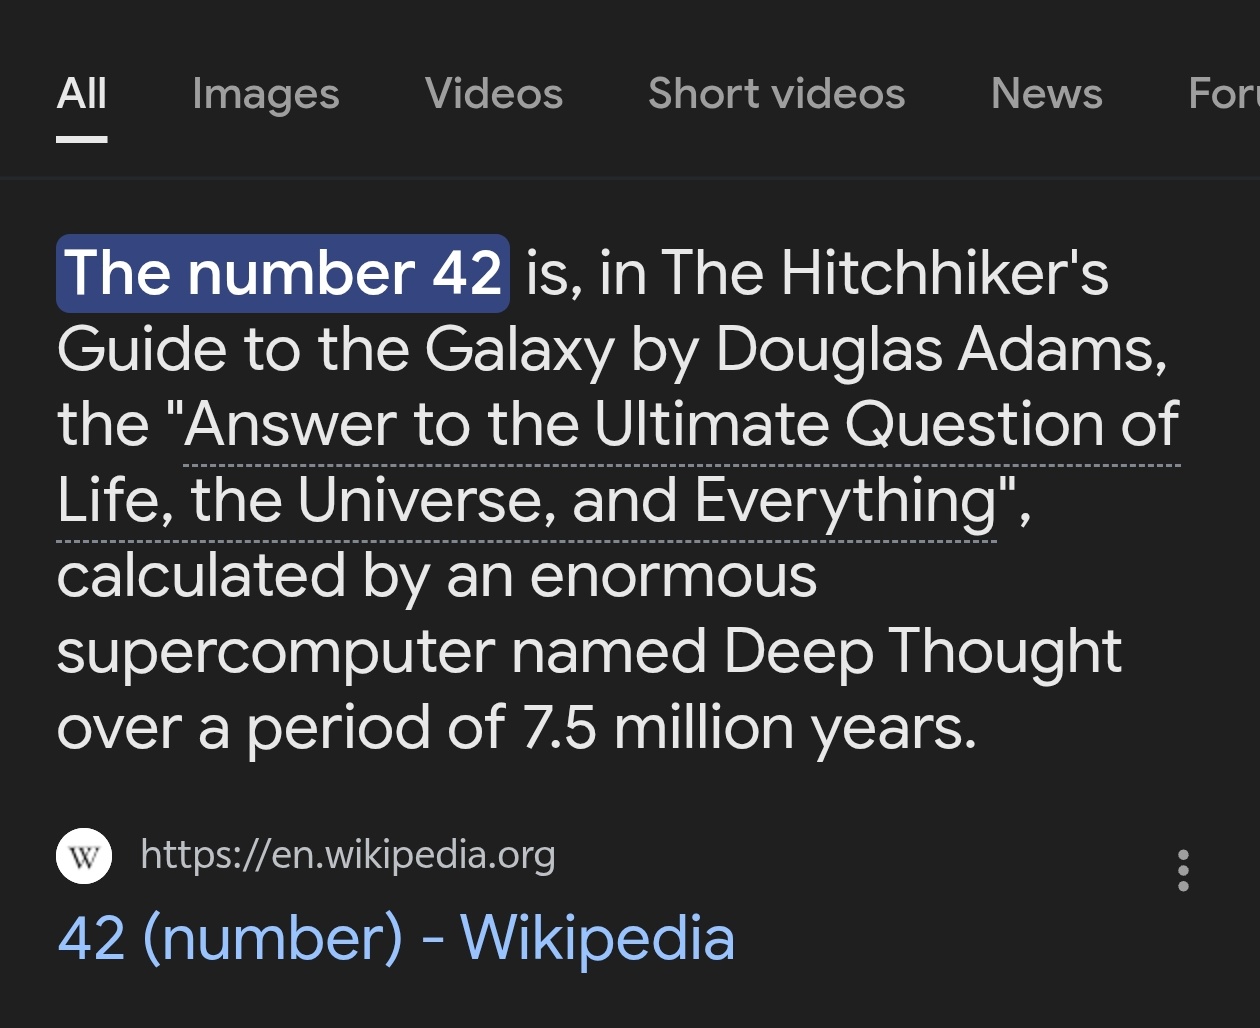 All Images Videos Short videos News Foru
The number 42 is, in The Hitchhiker's
Guide to the Galaxy by Douglas Adams,
the "Answer to the Ultimate Question of
Life, the Universe, and Everything",
calculated by an enormous
supercomputer named Deep Thought
over a period of 7.5 million years.
W https://en.wikipedia.org
42 (number) - Wikipedia